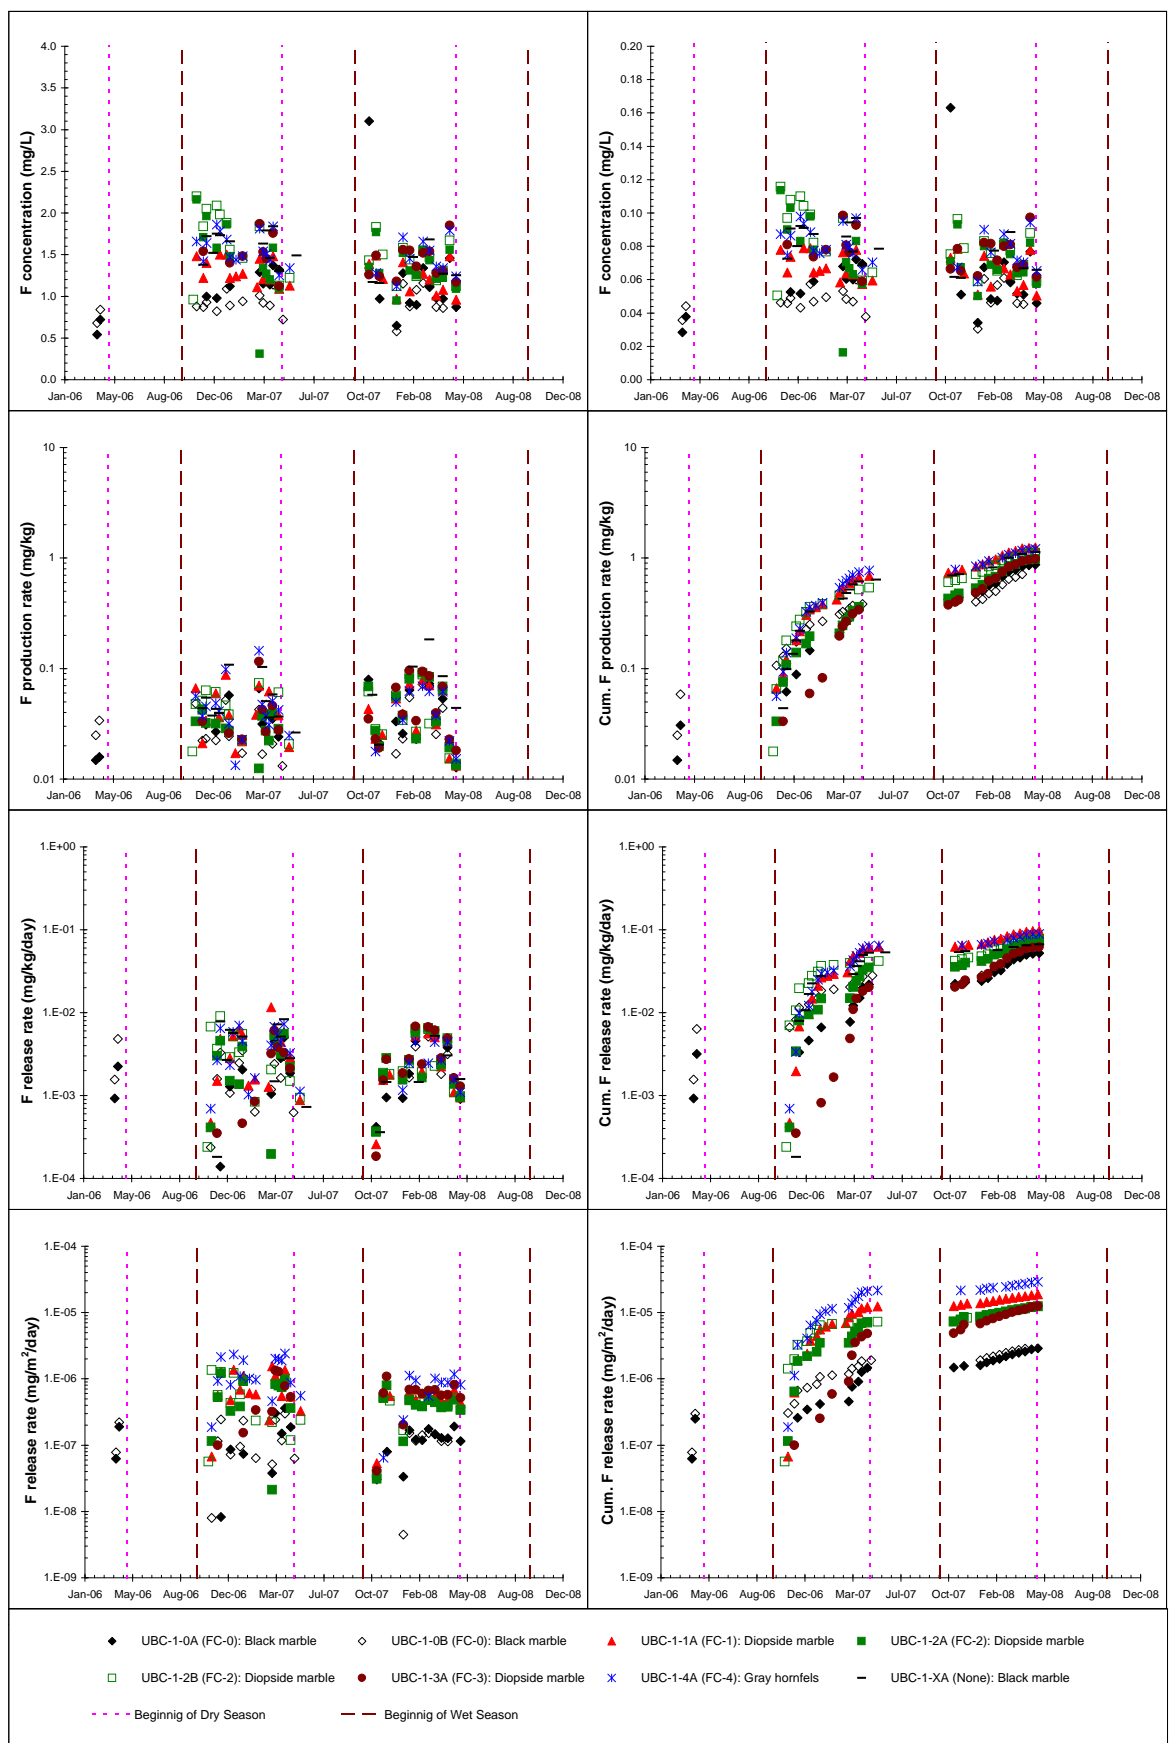 4.0
3.5
3.0
2.5
2.0
1.5
1.0
0.5
0.0
F concentration (mg/L)
Jan-06 May-06 Aug-06 Dec-06 Mar-07 Jul-07 Oct-07 Feb-08 May-08 Aug-08 Dec-08
0.20
0.18
0.16
0.14
0.12
0.10
0.08
0.06
0.04
0.02
0.00
F concentration (mg/L)
Jan-06 May-06 Aug-06 Dec-06 Mar-07 Jul-07 Oct-07 Feb-08 May-08 Aug-08 Dec-08
10
1
0.1
0.01
F production rate (mg/kg)
Jan-06 May-06 Aug-06 Dec-06 Mar-07 Jul-07 Oct-07 Feb-08 May-08 Aug-08 Dec-08
10
1
0.1
0.01
Cum. F production rate (mg/kg)
Jan-06 May-06 Aug-06 Dec-06 Mar-07 Jul-07 Oct-07 Feb-08 May-08 Aug-08 Dec-08
1.E+00
1.E-01
1.E-02
1.E-03
1.E-04
F release rate (mg/kg/day)
Jan-06 May-06 Aug-06 Dec-06 Mar-07 Jul-07 Oct-07 Feb-08 May-08 Aug-08 Dec-08
1.E+00
1.E-01
1.E-02
1.E-03
1.E-04
Cum. F release rate (mg/kg/day)
Jan-06 May-06 Aug-06 Dec-06 Mar-07 Jul-07 Oct-07 Feb-08 May-08 Aug-08 Dec-08
1.E-04
1.E-05
1.E-06
1.E-07
1.E-08
1.E-09
F release rate (mg/m²/day)
Jan-06 May-06 Aug-06 Dec-06 Mar-07 Jul-07 Oct-07 Feb-08 May-08 Aug-08 Dec-08
1.E-04
1.E-05
1.E-06
1.E-07
1.E-08
1.E-09
Cum. F release rate (mg/m²/day)
Jan-06 May-06 Aug-06 Dec-06 Mar-07 Jul-07 Oct-07 Feb-08 May-08 Aug-08 Dec-08
UBC-1-0A (FC-0): Black marble UBC-1-0B (FC-0): Black marble UBC-1-1A (FC-1): Diopside marble UBC-1-2A (FC-2): Diopside marble
UBC-1-2B (FC-2): Diopside marble UBC-1-3A (FC-3): Diopside marble UBC-1-4A (FC-4): Gray hornfels UBC-1-XA (None): Black marble
Beginnig of Dry Season Beginnig of Wet Season